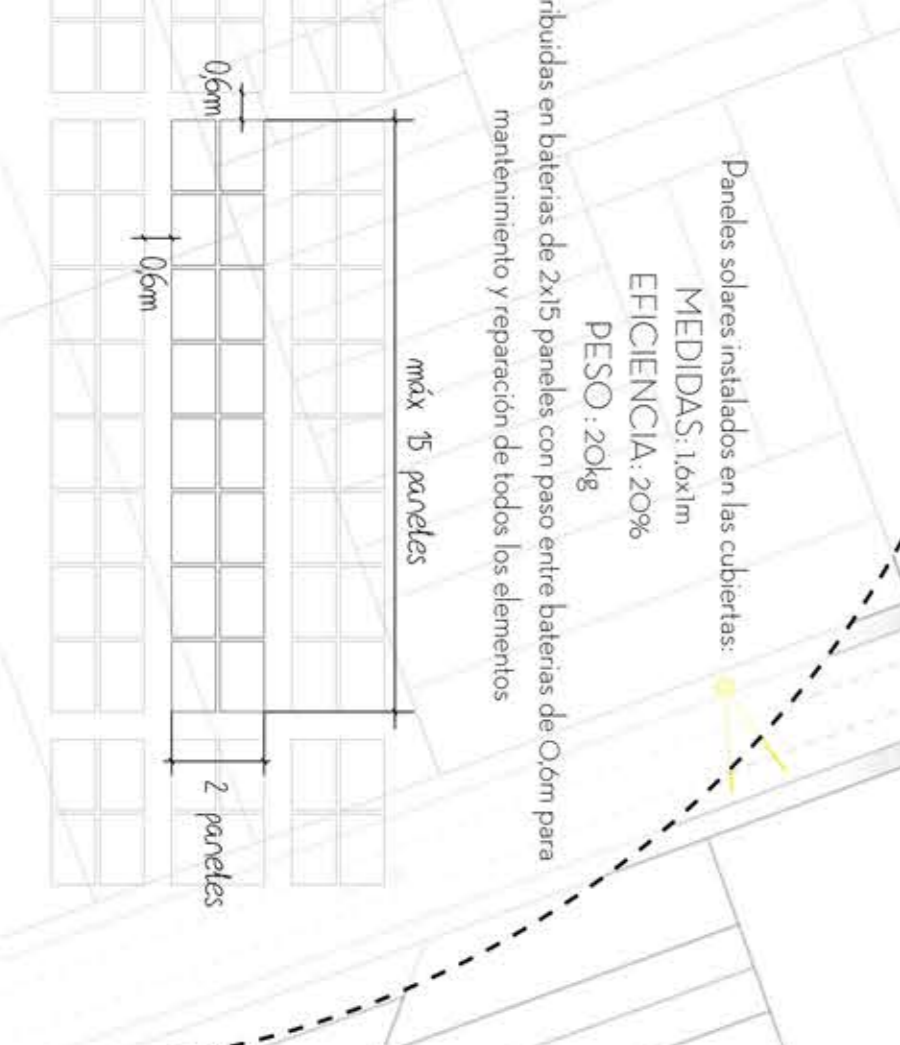 Paneles solares instalados en las cubiertas:
MEDIDAS: 1,6x1m
EFICIENCIA: 20%
PESO : 20kg
ribuidas en baterias de 2x15 paneles con paso entre baterias de 0,6m para
mantenimiento y reparación de todos los elementos
máx 15 paneles
0,6m
0,6m
2 paneles